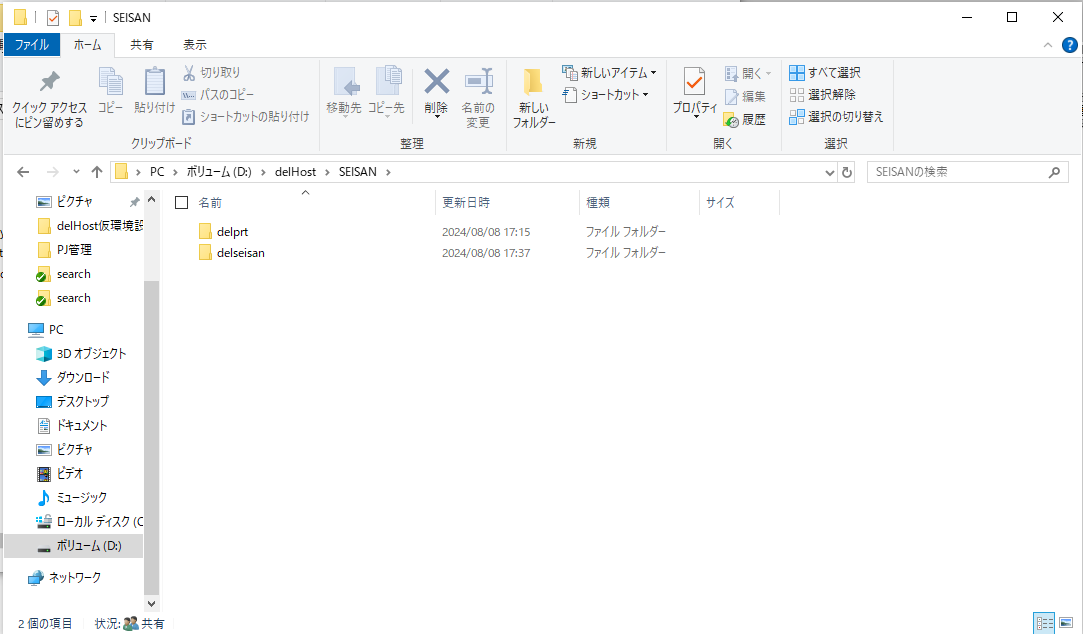 SEISAN
ファイル ホーム 共有 表示
クイック アクセス
にピン留めする
コピー
貼り付け
切り取り
パスのコピー
ショートカットの貼り付け
クリップボード
移動先
コピー先
削除
名前の
変更
整理
新しい
フォルダー
新しいアイテム
ショートカット
新規
プロパティ
開く
編集
履歴
開く
すべて選択
選択解除
選択の切り替え
選択
PC ボリューム (D:) delHost SEISAN
SEISANの検索
ピクチャ
delHost仮環境設
PJ管理
search
search
PC
3D オブジェクト
ダウンロード
デスクトップ
ドキュメント
ピクチャ
ビデオ
ミュージック
ローカル ディスク (C
ボリューム (D:)
ネットワーク
名前 更新日時 種類 サイズ
delprt 2024/08/08 17:15 ファイル フォルダー
delseisan 2024/08/08 17:37 ファイル フォルダー
2 個の項目 状況: 共有